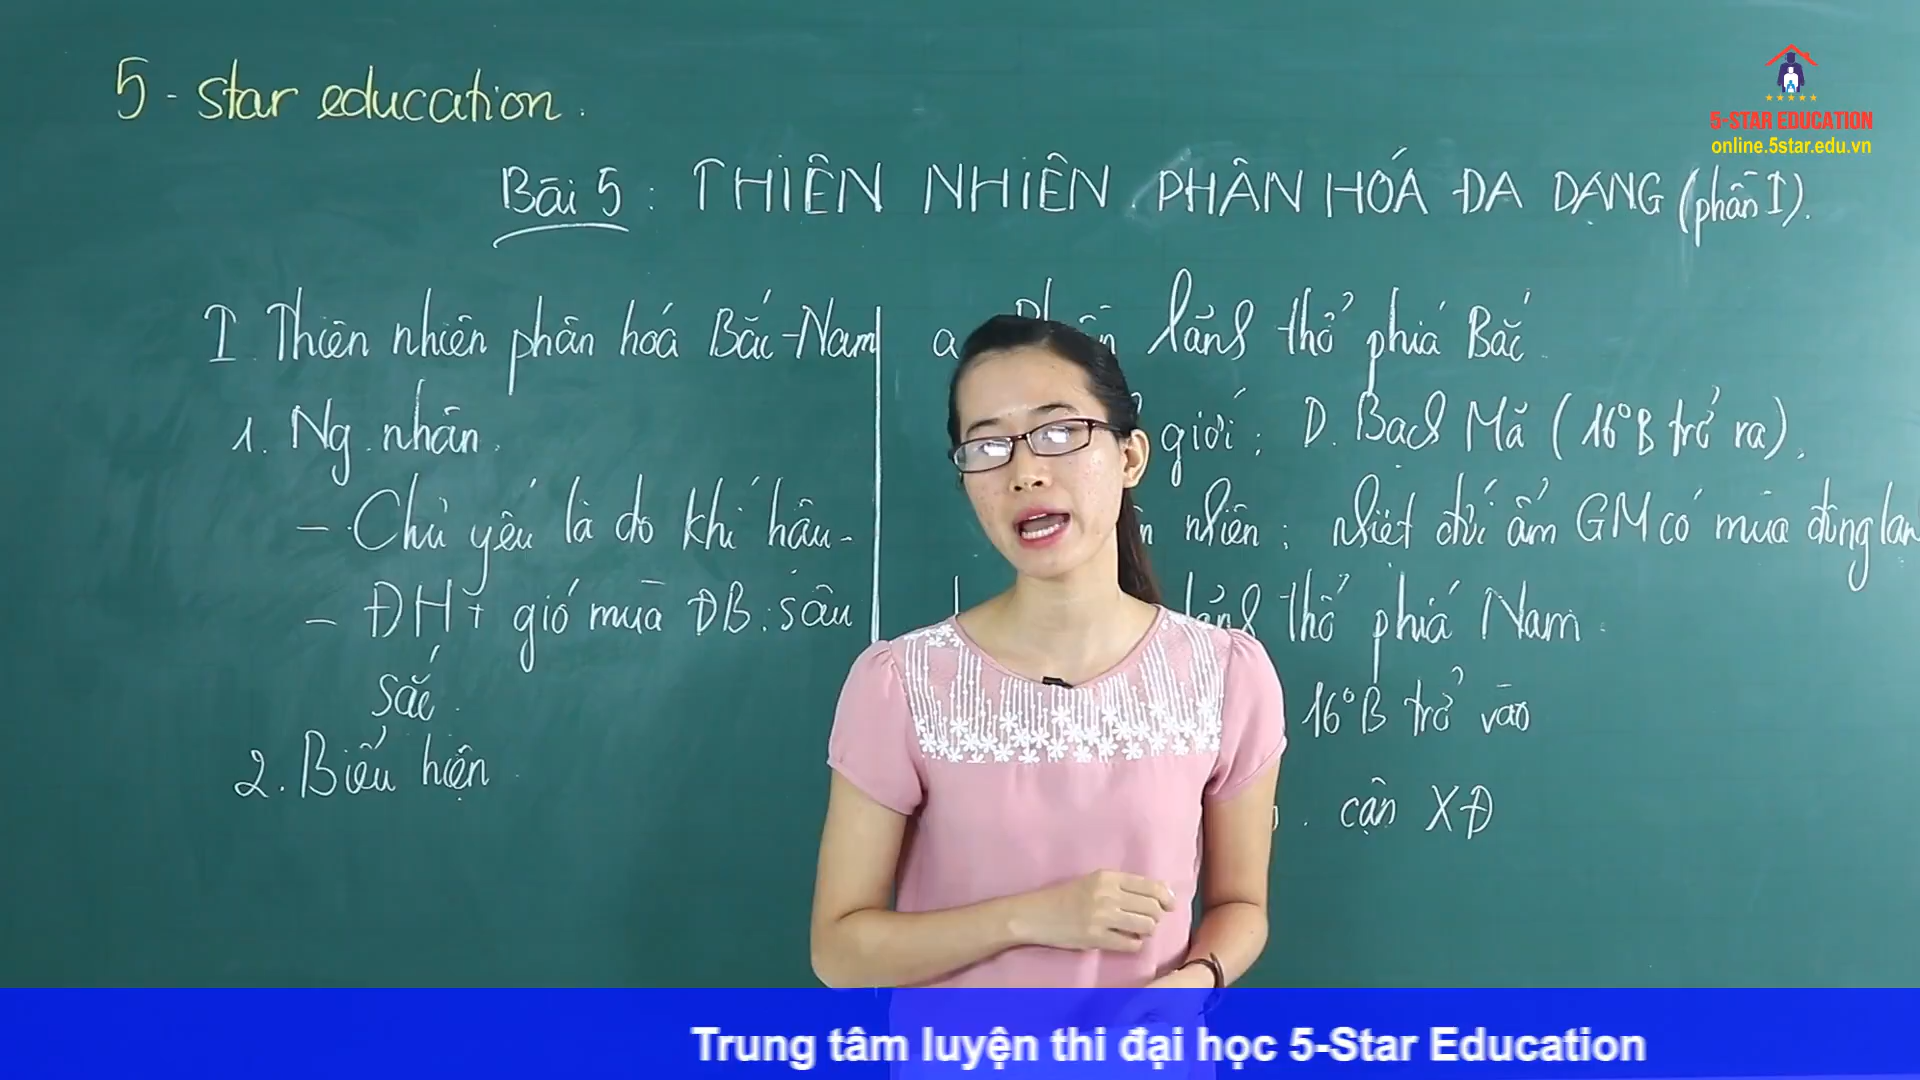 5 - star education.
5-STAR EDUCATION
online.5star.edu.vn
Bài 5 : THIÊN NHIÊN PHÂN HÓA ĐA DẠNG (phần I).
I. Thiên nhiên phân hoá Bắc-Nam
1. Ng. nhân.
- Chủ yếu là do khí hậu.
- ĐH + gió mùa ĐB : sâu
sắc.
2. Biểu hiện.
a. lãnh thổ phía Bắc.
giới : D. Bạch Mã (16°B trở ra).
nhiên : nhiệt đới ẩm GM có mùa đông lạn
lãnh thổ phía Nam.
16°B trở vào
cận XĐ
Trung tâm luyện thi đại học 5-Star Education